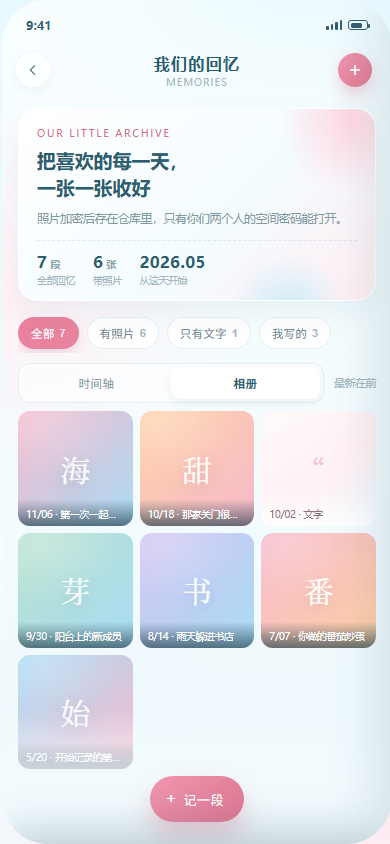 9:41
我们的回忆
MEMORIES
OUR LITTLE ARCHIVE
把喜欢的每一天，
一张一张收好
照片加密后存在仓库里，只有你们两个人的空间密码能打开。
7 段
全部回忆
6 张
带照片
2026.05
从这天开始
全部 7
有照片 6
只有文字 1
我写的 3
时间轴
相册
最新在前
海
11/06 · 第一次一起…
甜
10/18 · 那家关门很…
“
10/02 · 文字
芽
9/30 · 阳台上的新成员
书
8/14 · 雨天躲进书店
番
7/07 · 你做的番茄炒蛋
始
5/20 · 开始记录的第…
+ 记一段